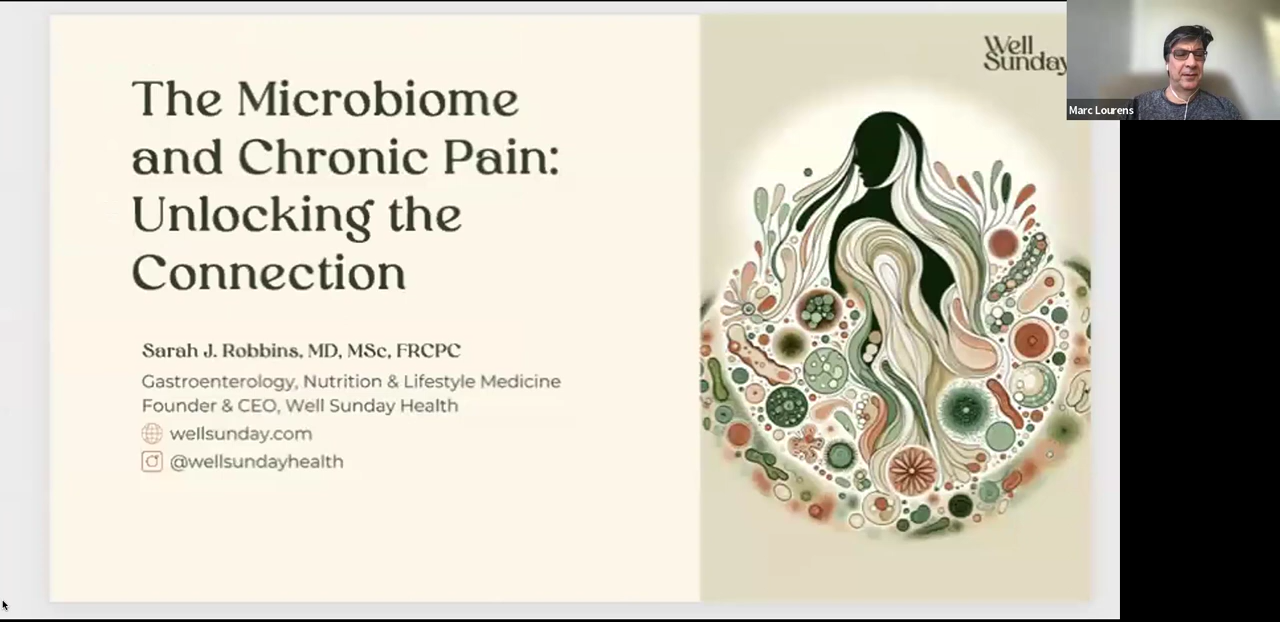 The Microbiome
and Chronic Pain:
Unlocking the
Connection
Sarah J. Robbins, MD, MSc, FRCPC
Gastroenterology, Nutrition & Lifestyle Medicine
Founder & CEO, Well Sunday Health
wellsunday.com
@wellsundayhealth
Well
Sunday
Marc Lourens